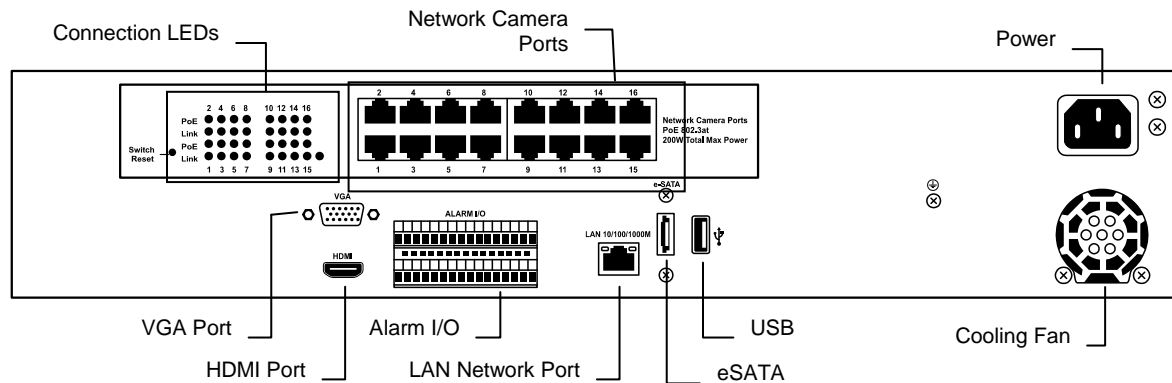 Network Camera
Ports
Connection LEDs
Power
2 4 6 8 10 12 14 16
PoE
Link
PoE
Link
Switch
Reset
1 3 5 7 9 11 13 15
2 4 6 8 10 12 14 16
Network Camera Ports
PoE 802.3at
200W Total Max Power
1 3 5 7 9 11 13 15
e-SATA
VGA
ALARM I/O
LAN 10/100/1000M
HDMI
VGA Port
Alarm I/O
USB
Cooling Fan
HDMI Port
LAN Network Port
eSATA